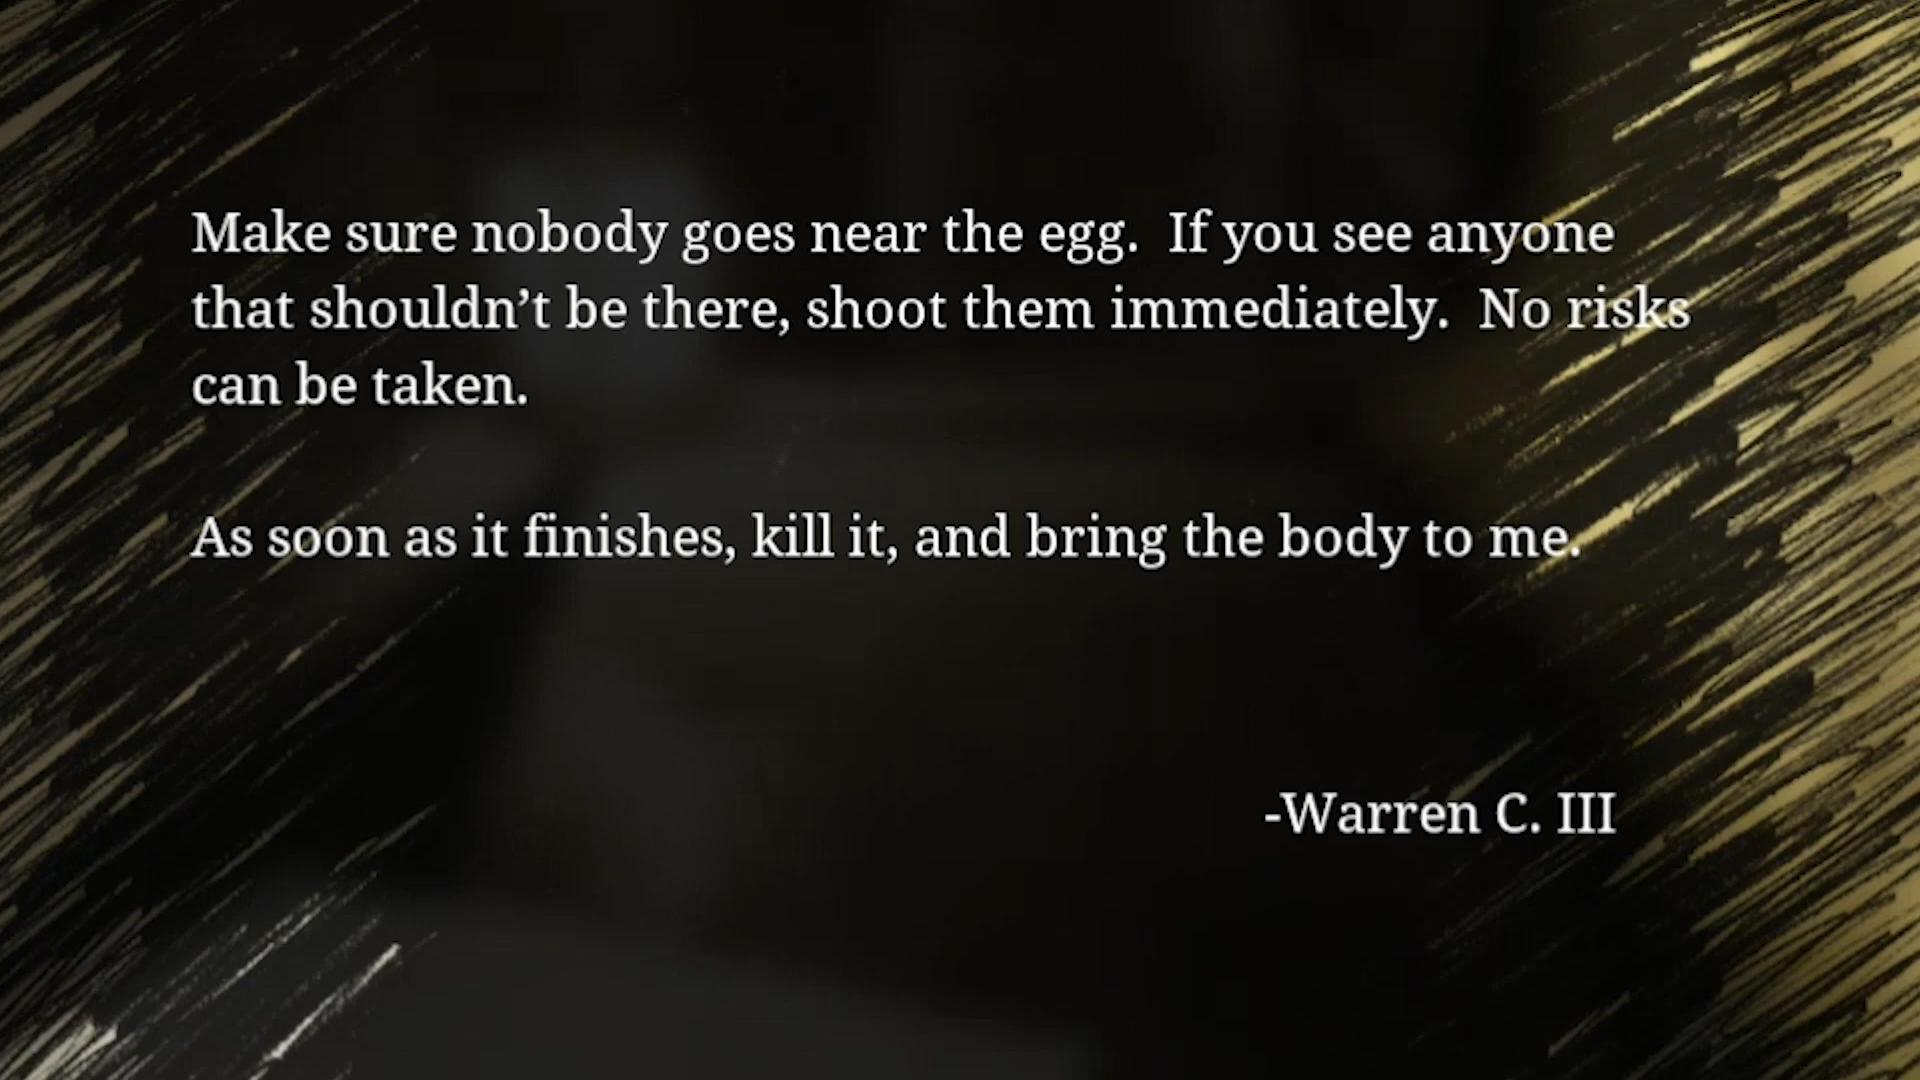 Make sure nobody goes near the egg.  If you see anyone
that shouldn’t be there, shoot them immediately.  No risks
can be taken.
As soon as it finishes, kill it, and bring the body to me.
-Warren C. III